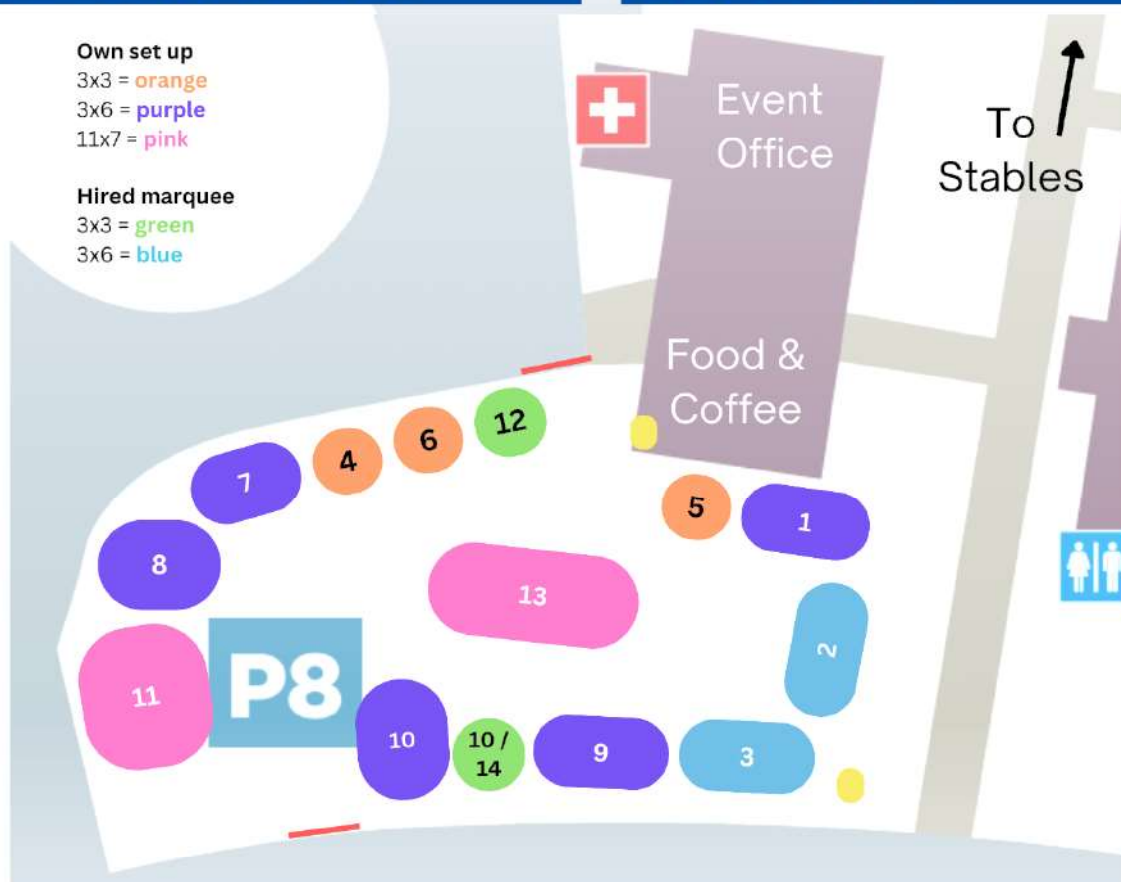 Own set up
3x3 = orange
3x6 = purple
11x7 = pink
Hired marquee
3x3 = green
3x6 = blue
Event
Office
To
Stables
Food &
Coffee
12
6
4
7
5
1
8
13
2
11
P8
10
10 /
14
9
3